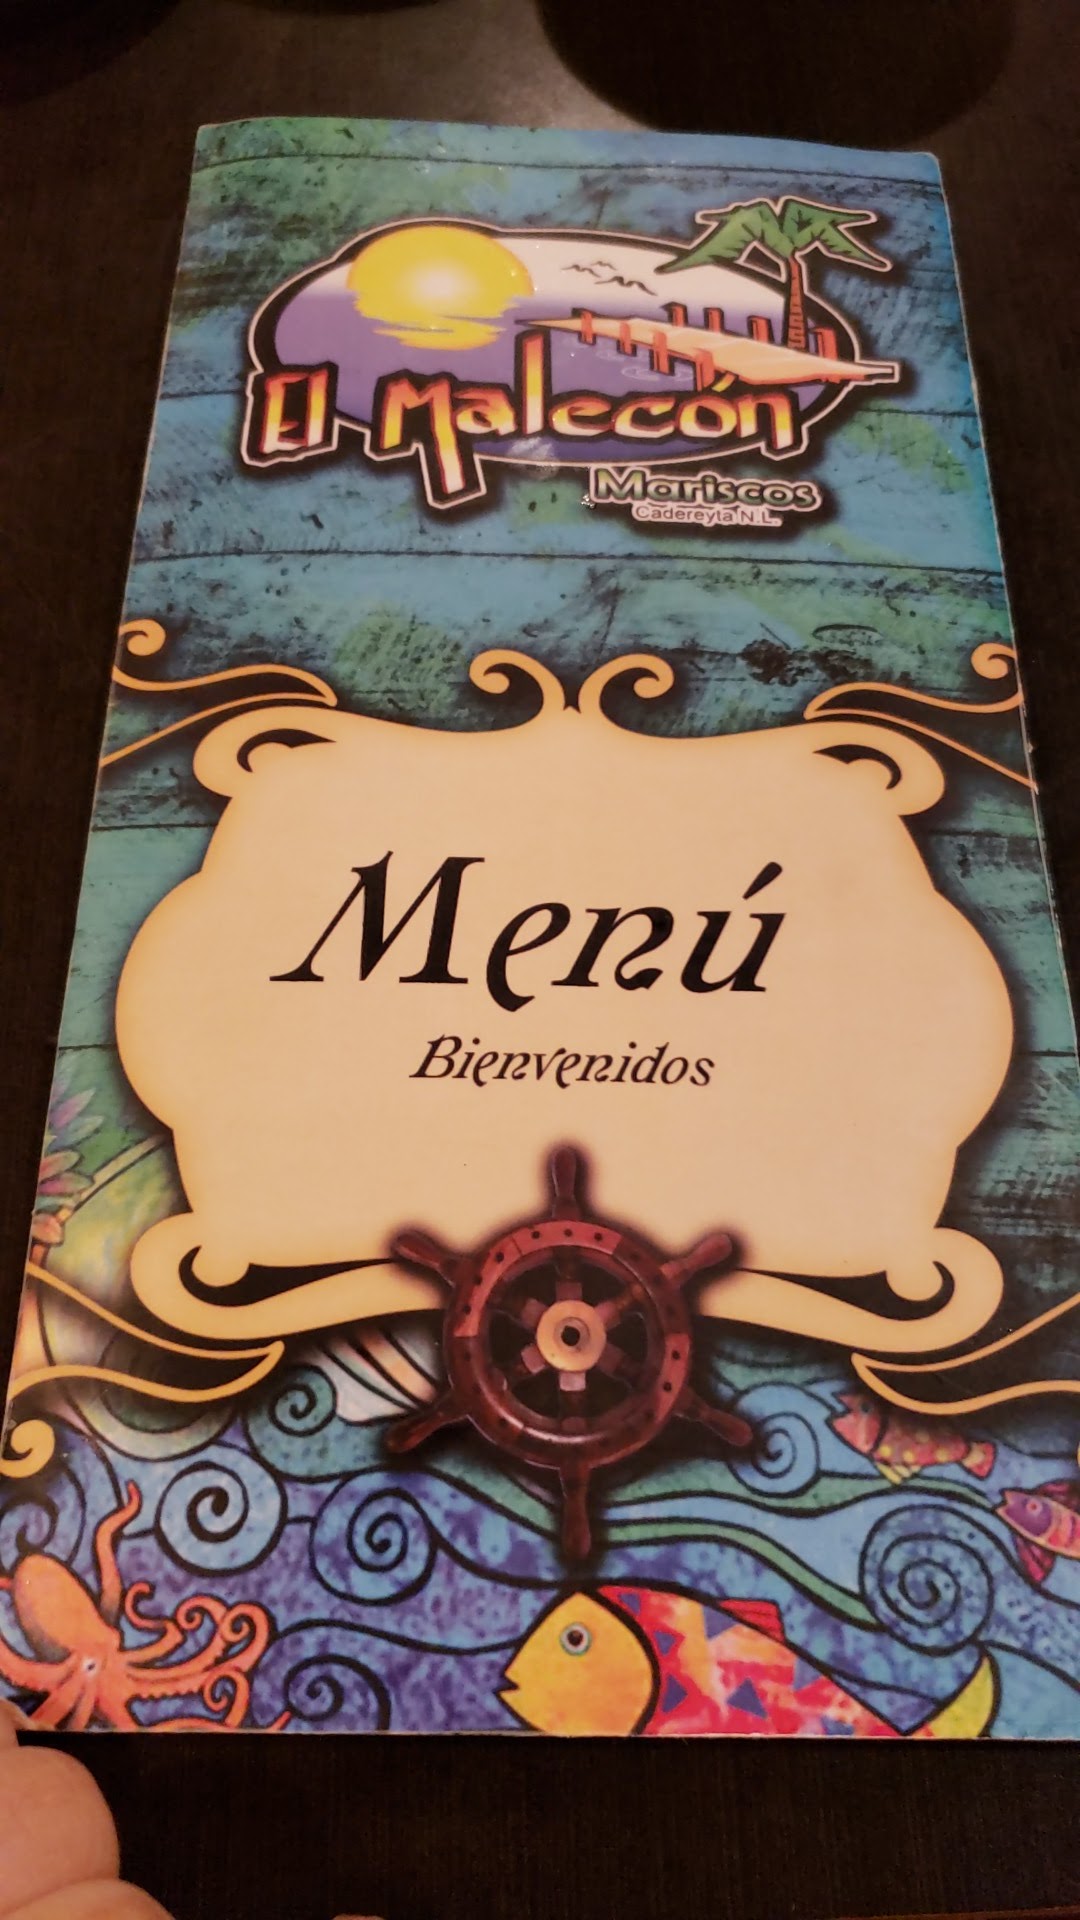 El Malecón
Mariscos
Cadereyta N.L.
Menú
Bienvenidos